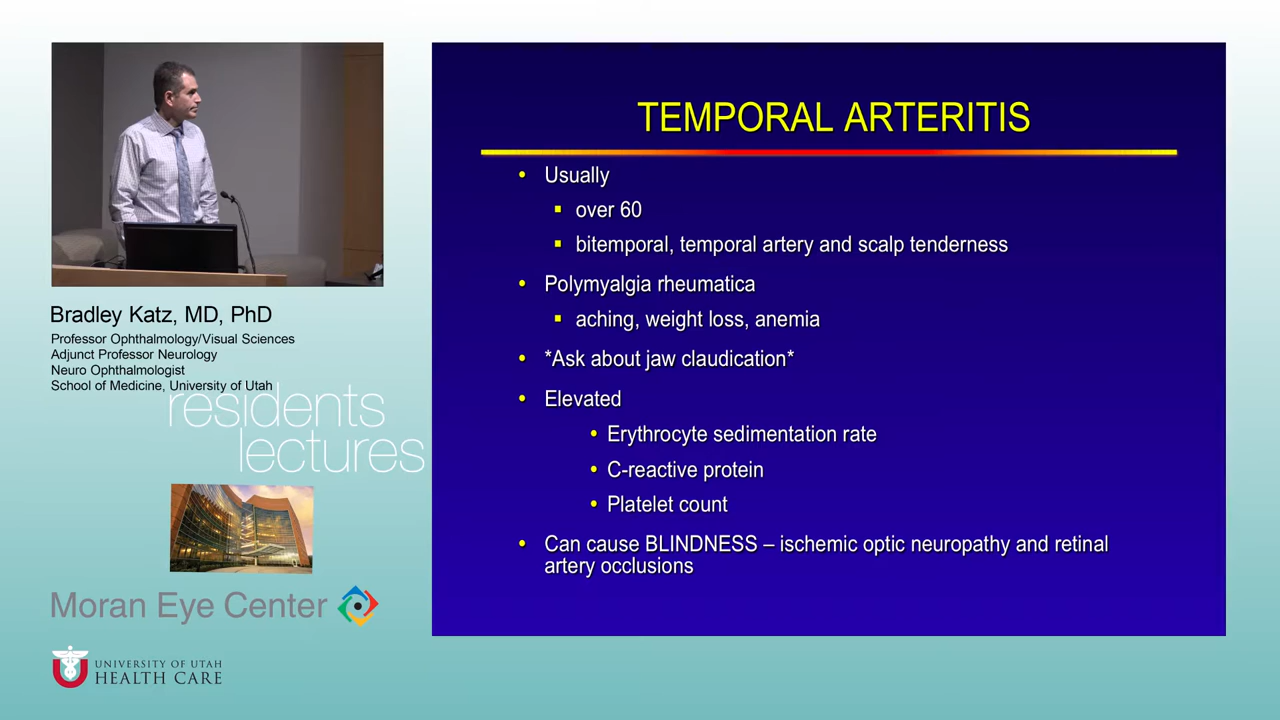 TEMPORAL ARTERITIS
• Usually
▪ over 60
▪ bitemporal, temporal artery and scalp tenderness
• Polymyalgia rheumatica
▪ aching, weight loss, anemia
• *Ask about jaw claudication*
• Elevated
• Erythrocyte sedimentation rate
• C-reactive protein
• Platelet count
• Can cause BLINDNESS – ischemic optic neuropathy and retinal
artery occlusions
Bradley Katz, MD, PhD
Professor Ophthalmology/Visual Sciences
Adjunct Professor Neurology
Neuro Ophthalmologist
School of Medicine, University of Utah
residents
lectures
Moran Eye Center
UNIVERSITY OF UTAH
HEALTH CARE